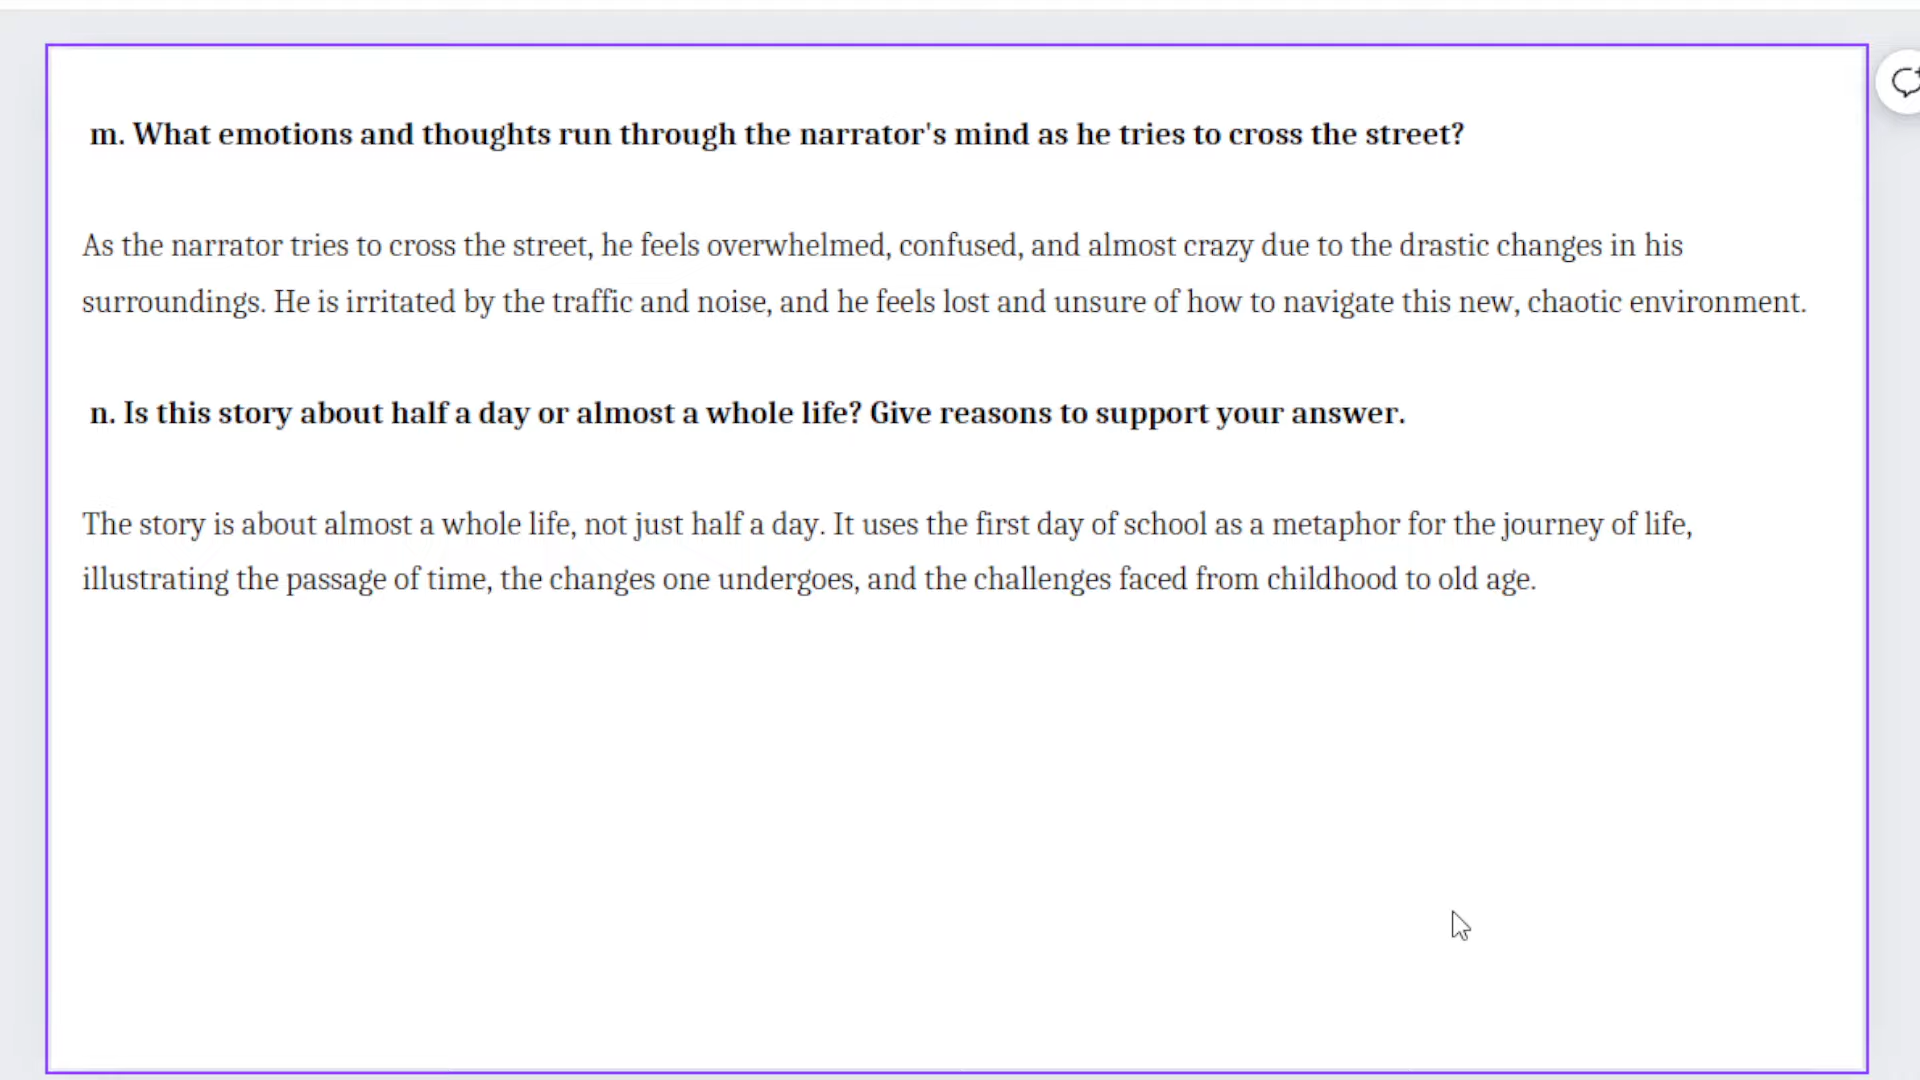 m. What emotions and thoughts run through the narrator's mind as he tries to cross the street?
As the narrator tries to cross the street, he feels overwhelmed, confused, and almost crazy due to the drastic changes in his
surroundings. He is irritated by the traffic and noise, and he feels lost and unsure of how to navigate this new, chaotic environment.
n. Is this story about half a day or almost a whole life? Give reasons to support your answer.
The story is about almost a whole life, not just half a day. It uses the first day of school as a metaphor for the journey of life,
illustrating the passage of time, the changes one undergoes, and the challenges faced from childhood to old age.